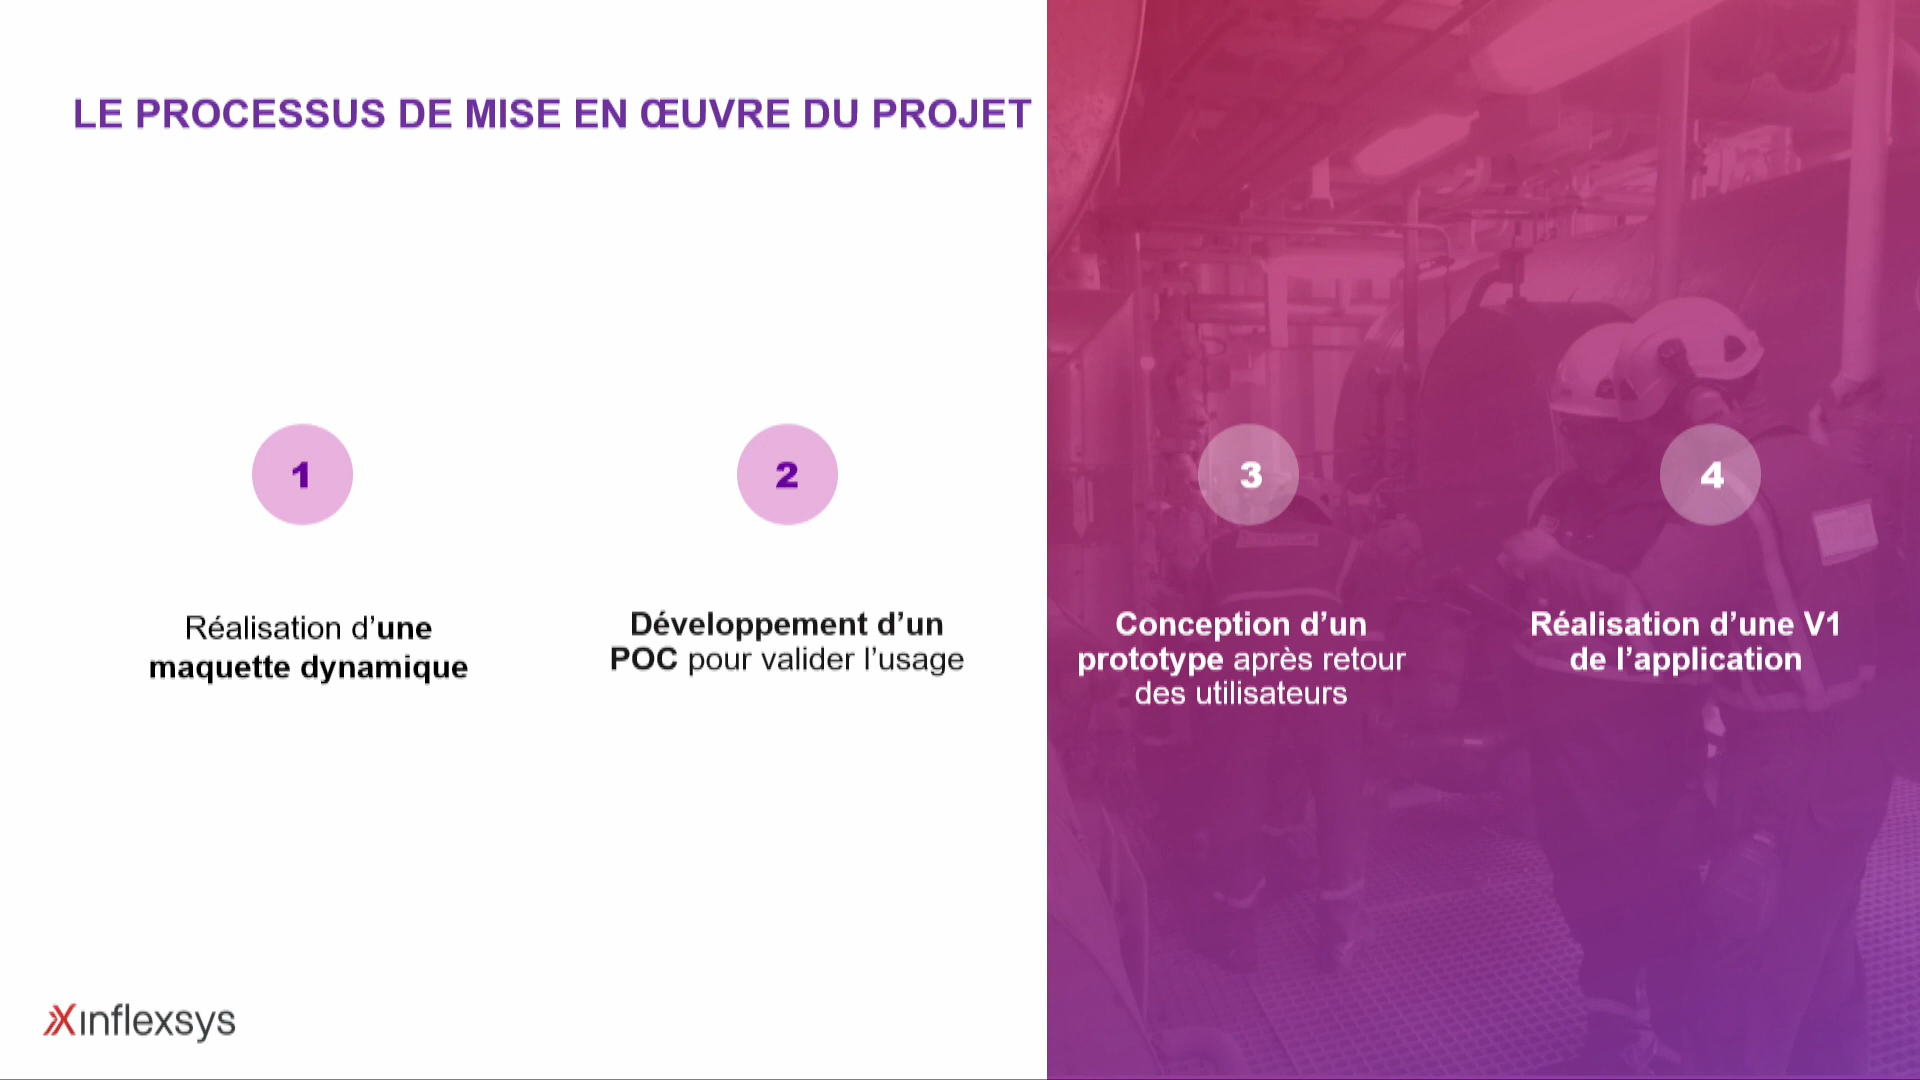 LE PROCESSUS DE MISE EN ŒUVRE DU PROJET
1
Réalisation d’une
maquette dynamique
2
Développement d’un
POC pour valider l’usage
3
Conception d’un
prototype après retour
des utilisateurs
4
Réalisation d’une V1
de l’application
inflexsys